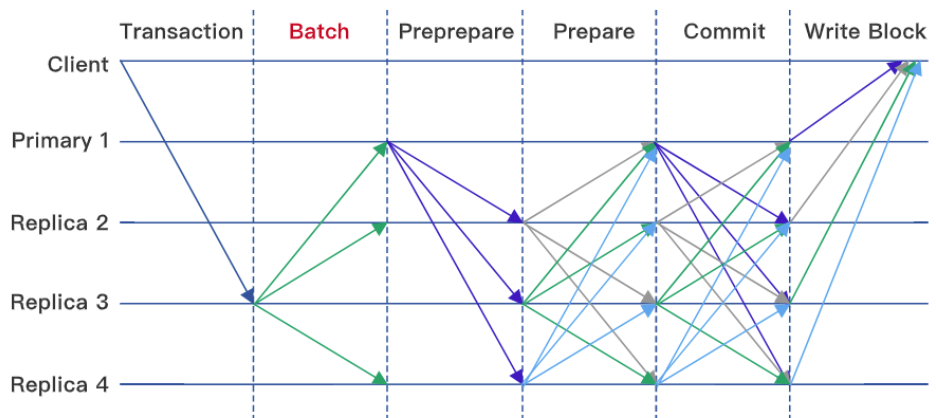 Transaction Batch Preprepare Prepare Commit Write Block
Client
Primary 1
Replica 2
Replica 3
Replica 4